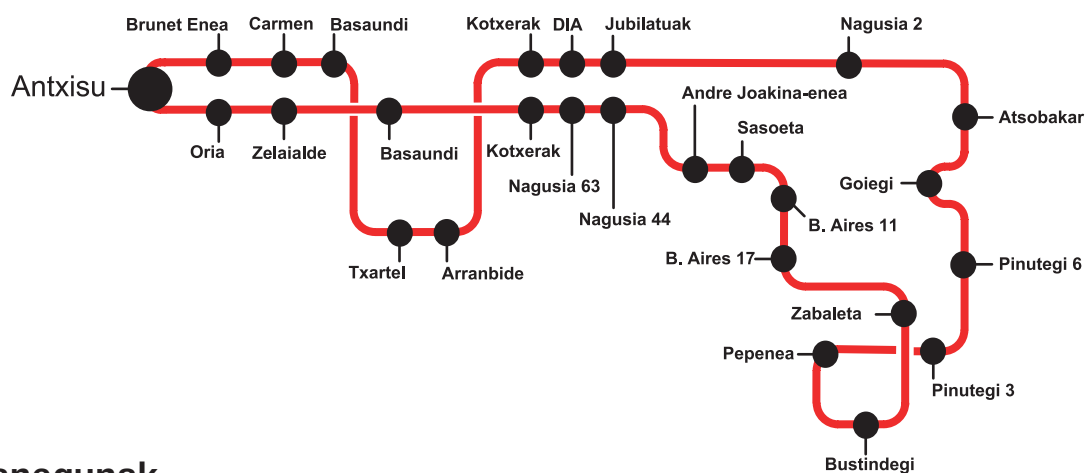 Brunet Enea
Carmen
Basaundi
Kotxerak
DIA
Jubilatuak
Nagusia 2
Antxisu
Andre Joakina-enea
Atsobakar
Sasoeta
Oria
Zelaialde
Basaundi
Kotxerak
Nagusia 63
Goiegi
Nagusia 44
B. Aires 11
Txartel
Arranbide
B. Aires 17
Pinutegi 6
Zabaleta
Pepenea
Pinutegi 3
Bustindegi